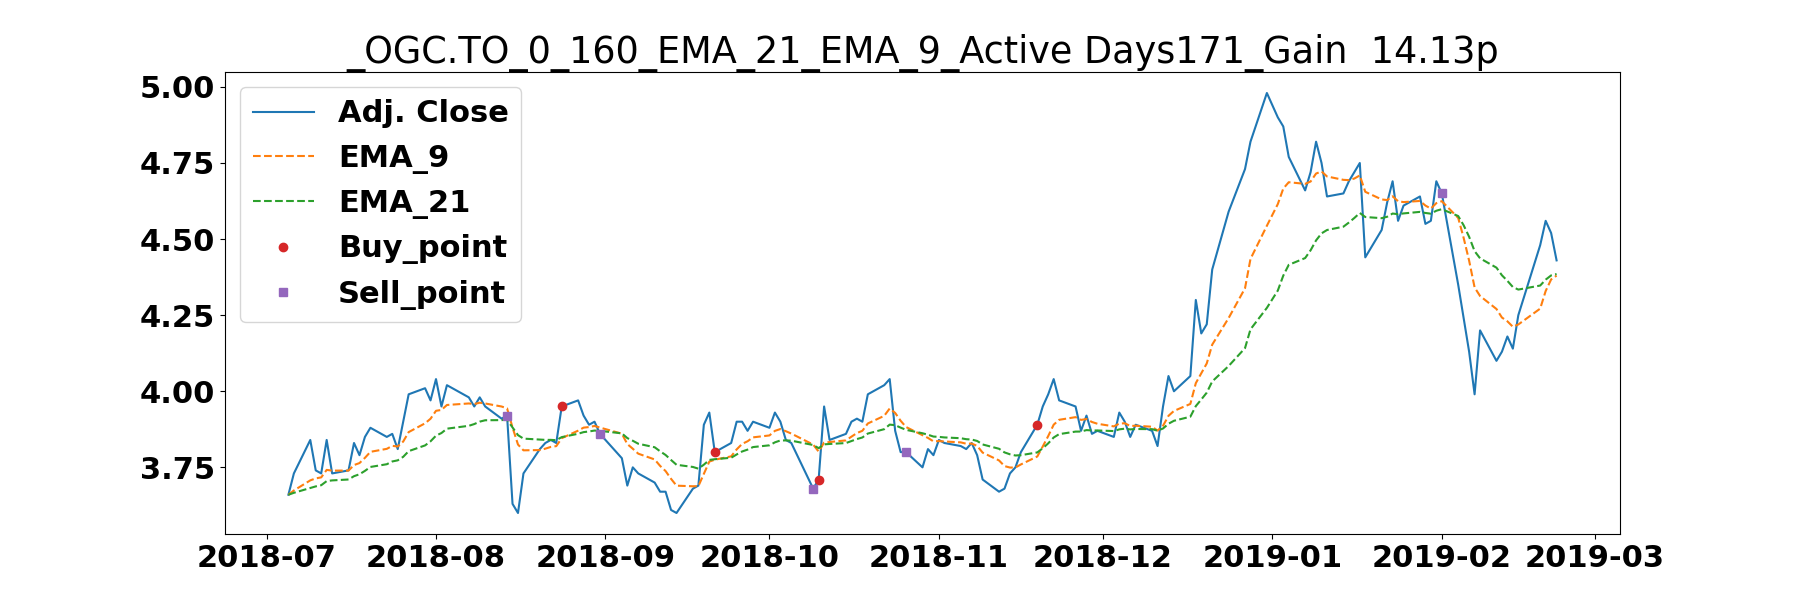 _OGC.TO_0_160_EMA_21_EMA_9_Active Days171_Gain  14.13p
5.00
4.75
4.50
4.25
4.00
3.75
Adj. Close
EMA_9
EMA_21
Buy_point
Sell_point
2018-07 2018-08 2018-09 2018-10 2018-11 2018-12 2019-01 2019-02 2019-03